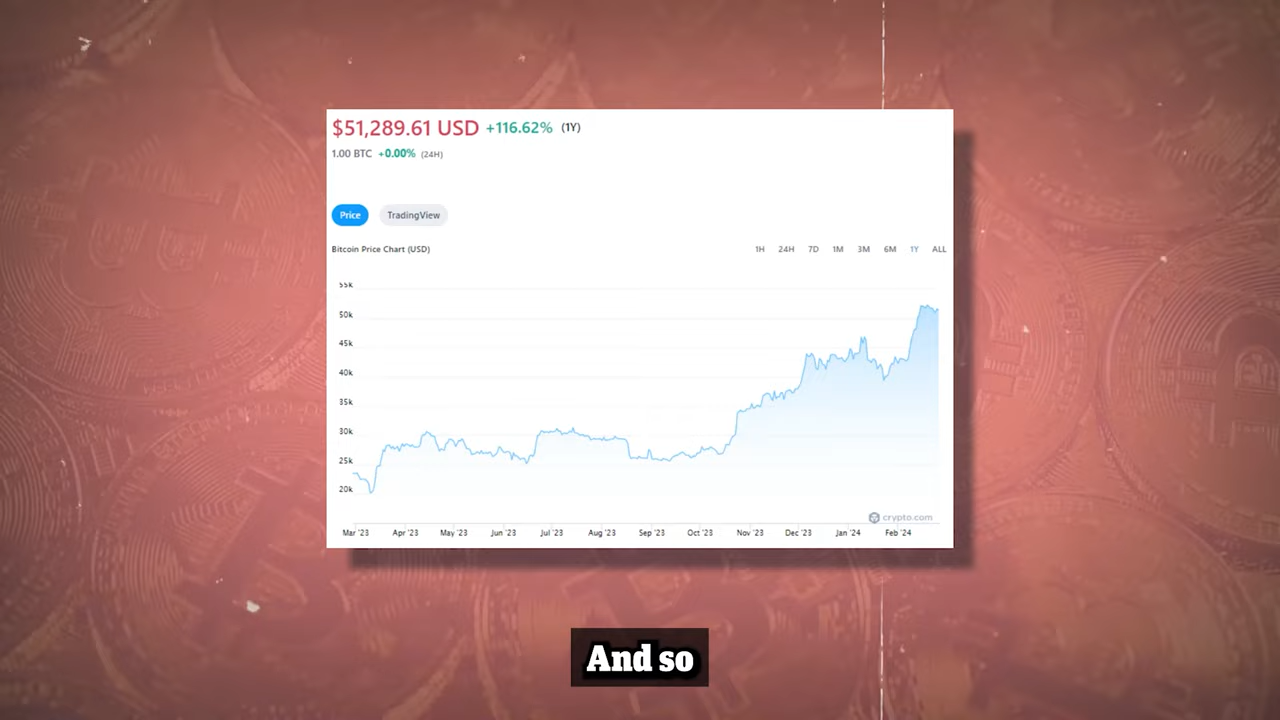 $51,289.61 USD +116.62% (1Y)
1.00 BTC +0.00% (24H)
Price TradingView
Bitcoin Price Chart (USD) 1H 24H 7D 1M 3M 6M 1Y ALL
55k
50k
45k
40k
35k
30k
25k
20k
crypto.com
Mar '23 Apr '23 May '23 Jun '23 Jul '23 Aug '23 Sep '23 Oct '23 Nov '23 Dec '23 Jan '24 Feb '24
And so